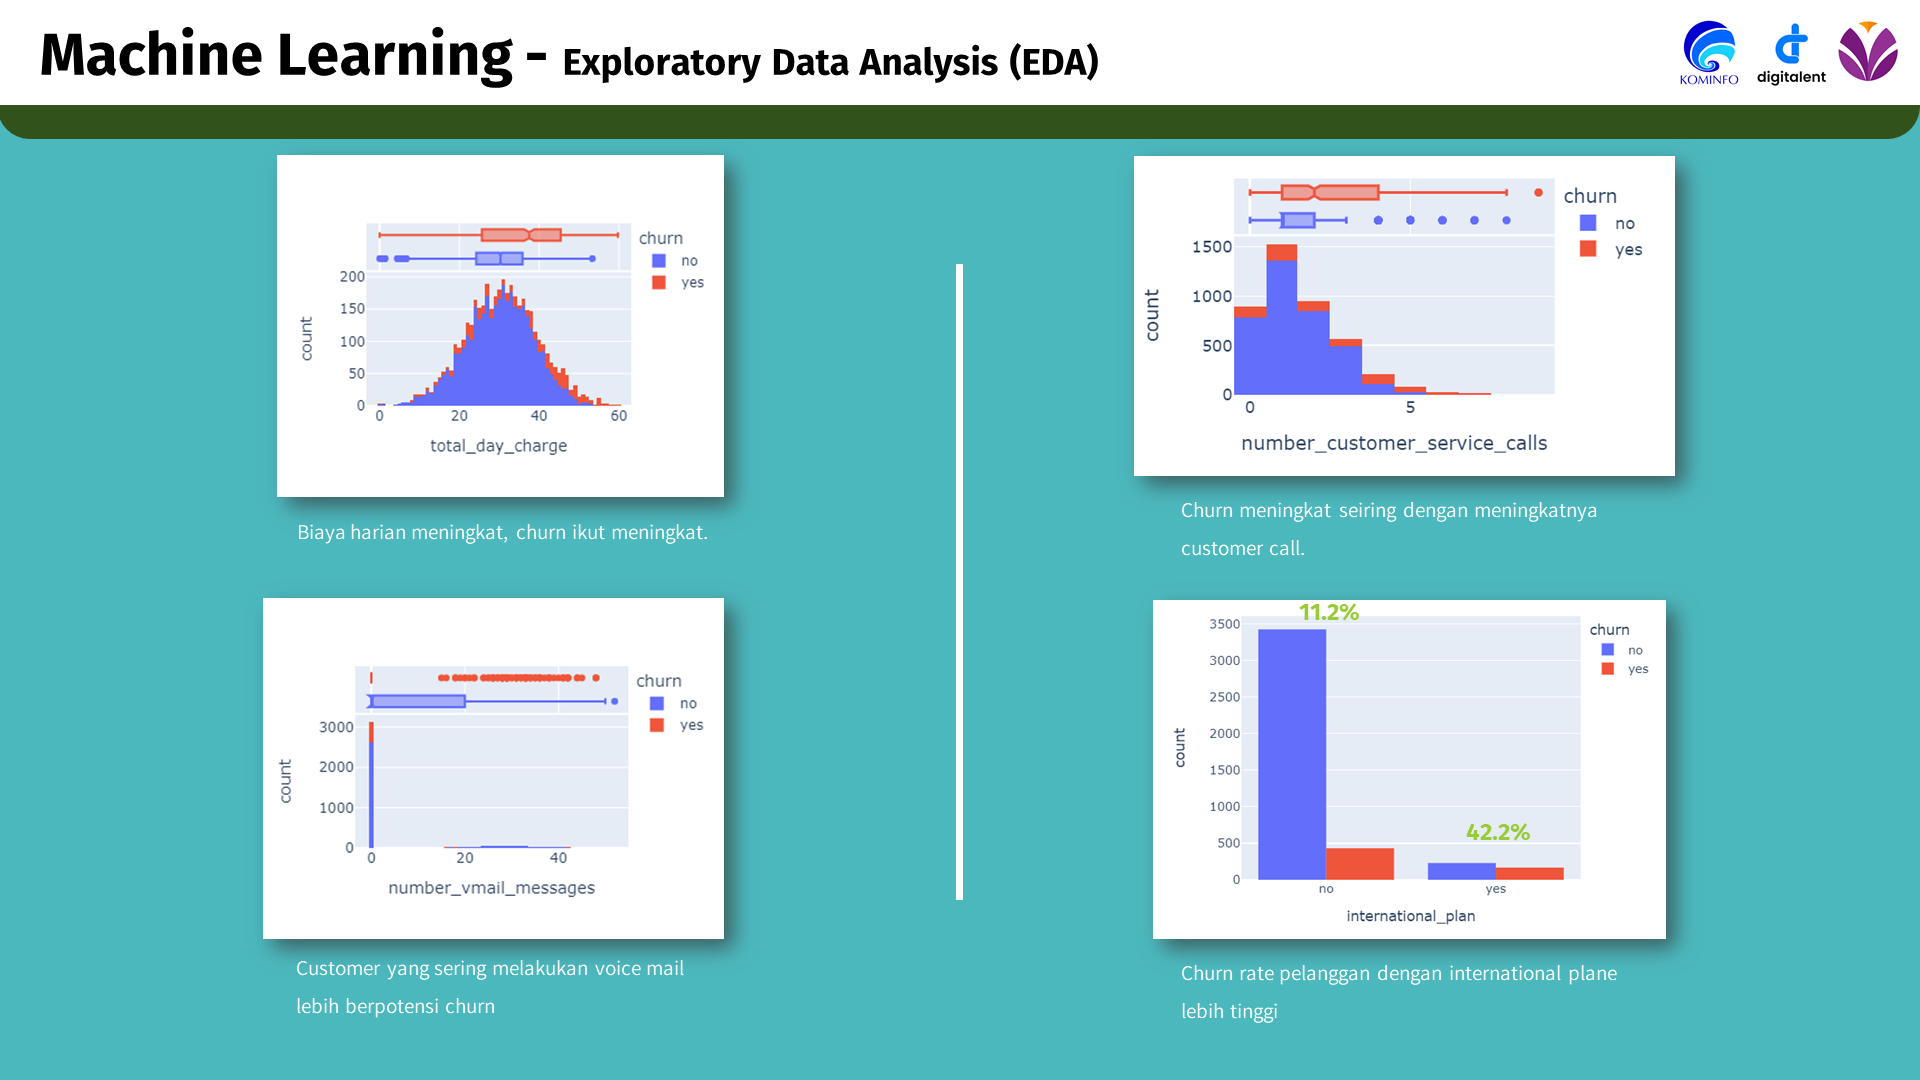 Machine Learning - Exploratory Data Analysis (EDA)
KOMINFO
digitalent
churn
no
yes
200
150
100
50
0
count
0 20 40 60
total_day_charge
Biaya harian meningkat, churn ikut meningkat.
churn
no
yes
3000
2000
1000
0
count
0 20 40
number_vmail_messages
Customer yang sering melakukan voice mail
lebih berpotensi churn
churn
no
yes
1500
1000
500
0
count
0 5
number_customer_service_calls
Churn meningkat seiring dengan meningkatnya
customer call.
11.2%
42.2%
churn
no
yes
3500
3000
2500
2000
1500
1000
500
0
count
no yes
international_plan
Churn rate pelanggan dengan international plane
lebih tinggi